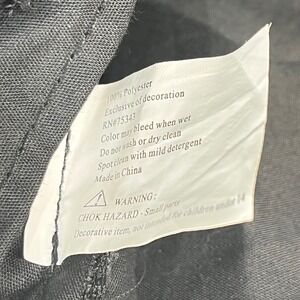 100% Polyester
Exclusive of decoration
RN#75343
Color may bleed when wet
Do not wash or dry clean
Spot clean with mild detergent
Made in China
WARNING:
CHOK HAZARD - Small parts
Decorative item, not intended for children under 14